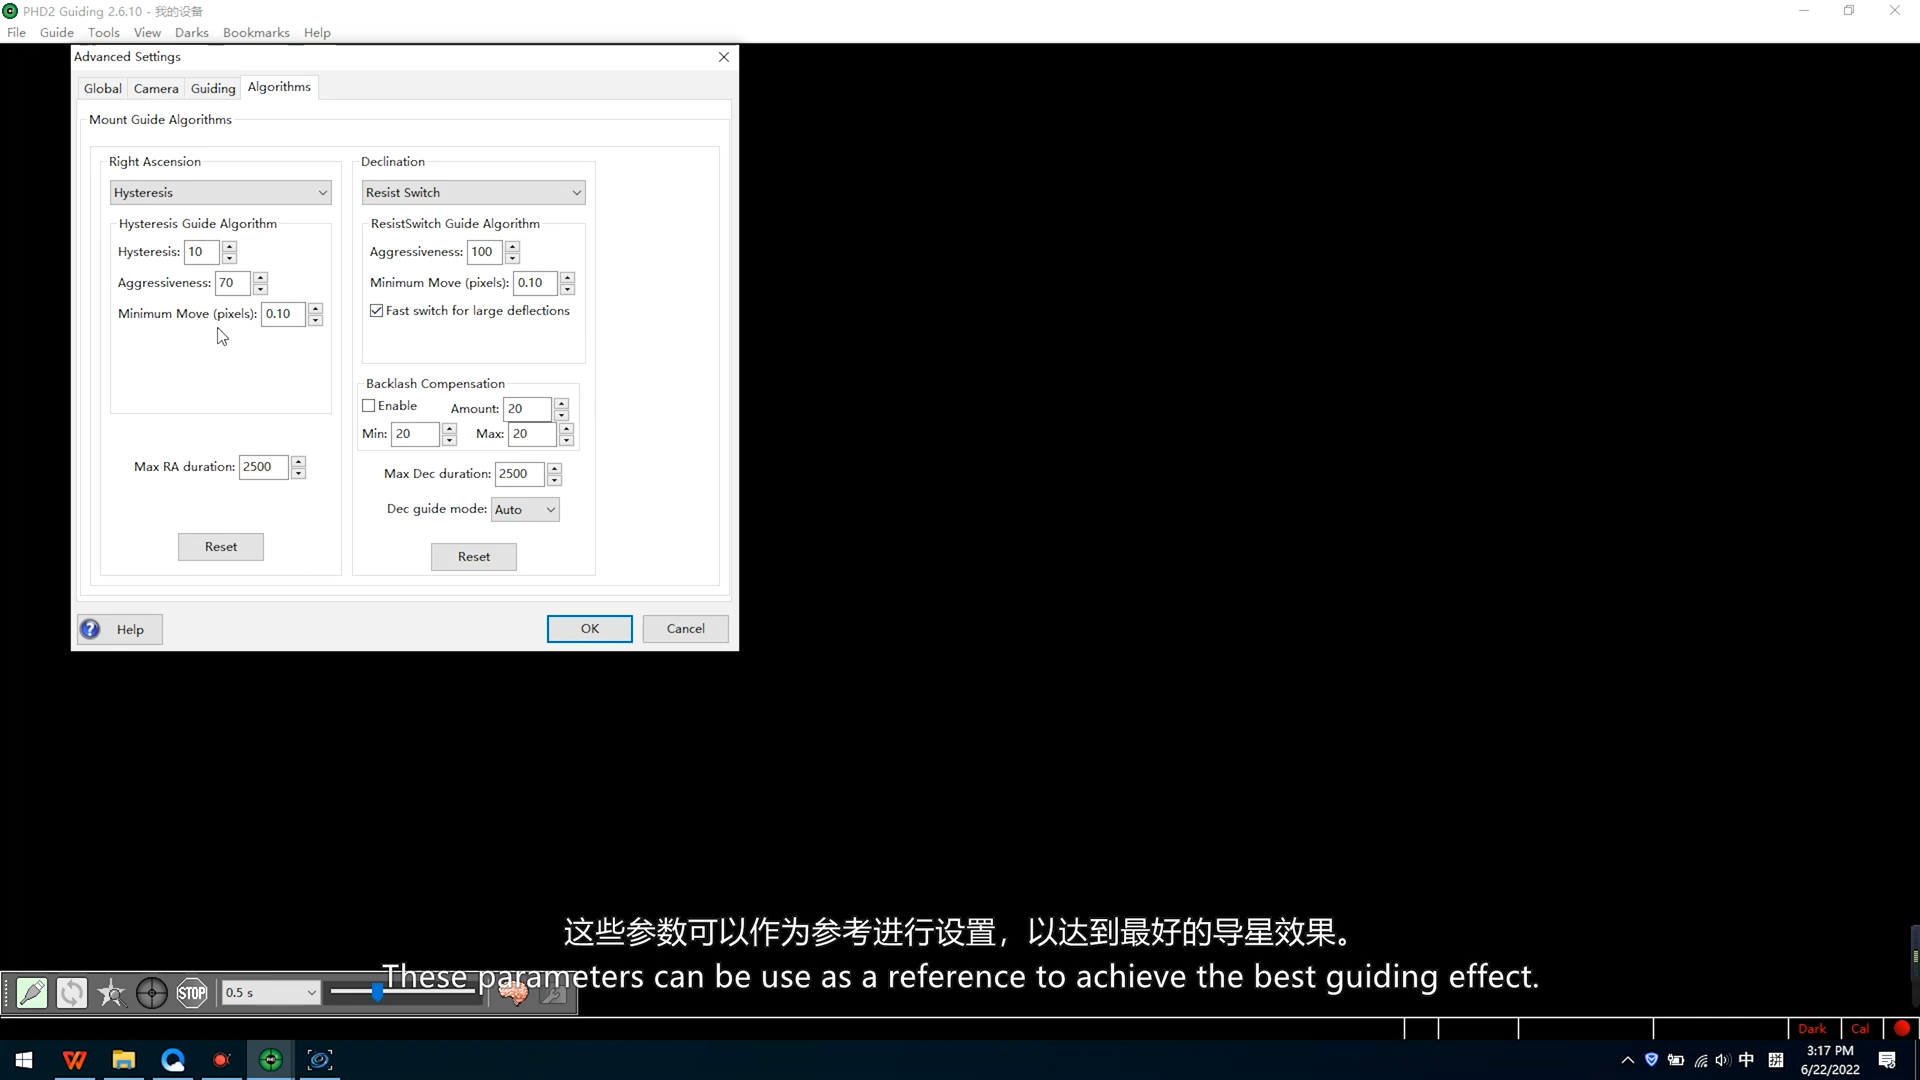 PHD2 Guiding 2.6.10 - 我的设备
File Guide Tools View Darks Bookmarks Help
Advanced Settings
Global Camera Guiding Algorithms
Mount Guide Algorithms
Right Ascension
Hysteresis
Hysteresis Guide Algorithm
Hysteresis: 10
Aggressiveness: 70
Minimum Move (pixels): 0.10
Max RA duration: 2500
Reset
Declination
Resist Switch
ResistSwitch Guide Algorithm
Aggressiveness: 100
Minimum Move (pixels): 0.10
Fast switch for large deflections
Backlash Compensation
Enable Amount: 20
Min: 20 Max: 20
Max Dec duration: 2500
Dec guide mode: Auto
Reset
Help OK Cancel
这些参数可以作为参考进行设置，以达到最好的导星效果。
These parameters can be use as a reference to achieve the best guiding effect.
STOP 0.5 s
Dark Cal
中 拼 3:17 PM
6/22/2022